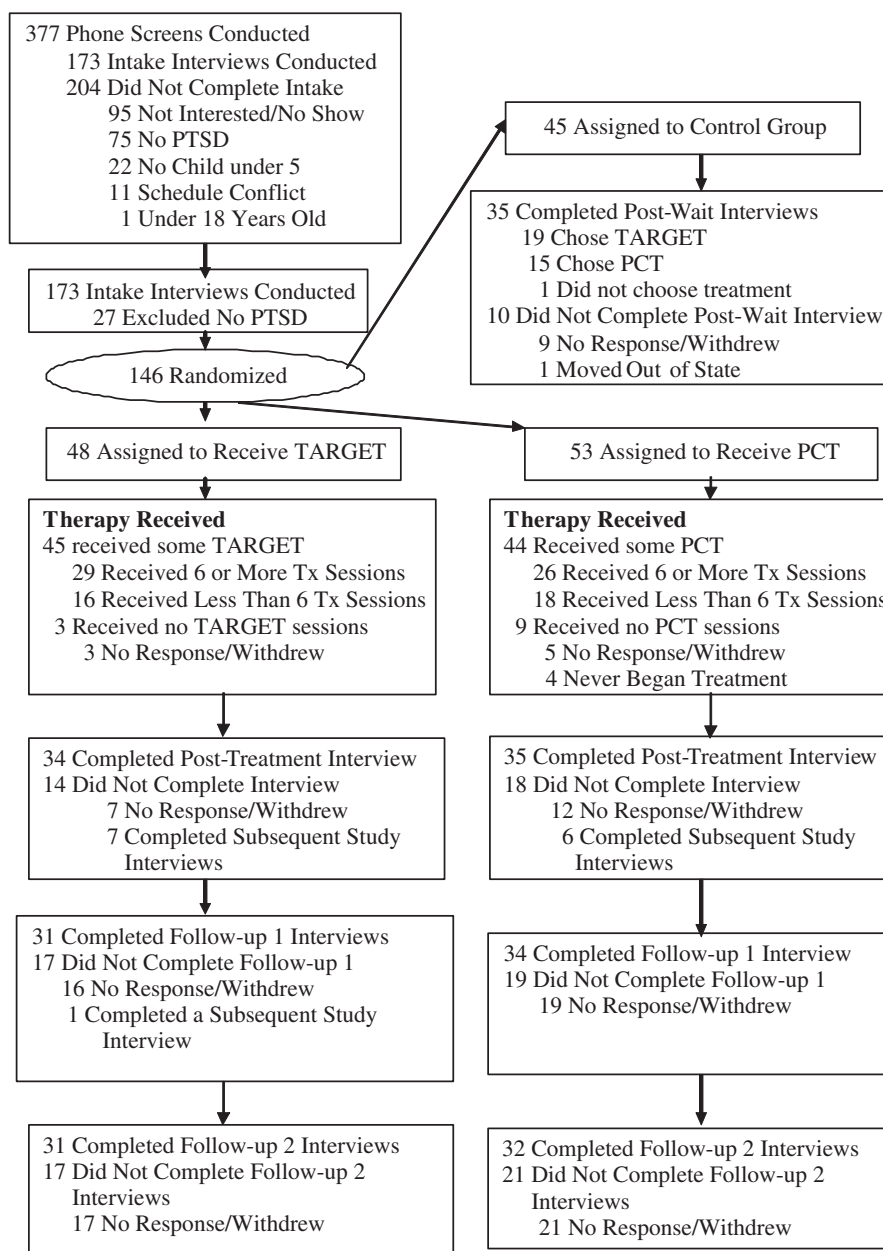 377 Phone Screens Conducted
173 Intake Interviews Conducted
204 Did Not Complete Intake
95 Not Interested/No Show
75 No PTSD
22 No Child under 5
11 Schedule Conflict
1 Under 18 Years Old
45 Assigned to Control Group
35 Completed Post-Wait Interviews
19 Chose TARGET
15 Chose PCT
1 Did not choose treatment
10 Did Not Complete Post-Wait Interview
9 No Response/Withdrew
1 Moved Out of State
173 Intake Interviews Conducted
27 Excluded No PTSD
146 Randomized
48 Assigned to Receive TARGET
53 Assigned to Receive PCT
Therapy Received
45 received some TARGET
29 Received 6 or More Tx Sessions
16 Received Less Than 6 Tx Sessions
3 Received no TARGET sessions
3 No Response/Withdrew
Therapy Received
44 Received some PCT
26 Received 6 or More Tx Sessions
18 Received Less Than 6 Tx Sessions
9 Received no PCT sessions
5 No Response/Withdrew
4 Never Began Treatment
34 Completed Post-Treatment Interview
14 Did Not Complete Interview
7 No Response/Withdrew
7 Completed Subsequent Study
Interviews
35 Completed Post-Treatment Interview
18 Did Not Complete Interview
12 No Response/Withdrew
6 Completed Subsequent Study
Interviews
31 Completed Follow-up 1 Interviews
17 Did Not Complete Follow-up 1
16 No Response/Withdrew
1 Completed a Subsequent Study
Interview
34 Completed Follow-up 1 Interview
19 Did Not Complete Follow-up 1
19 No Response/Withdrew
31 Completed Follow-up 2 Interviews
17 Did Not Complete Follow-up 2
Interviews
17 No Response/Withdrew
32 Completed Follow-up 2 Interviews
21 Did Not Complete Follow-up 2
Interviews
21 No Response/Withdrew